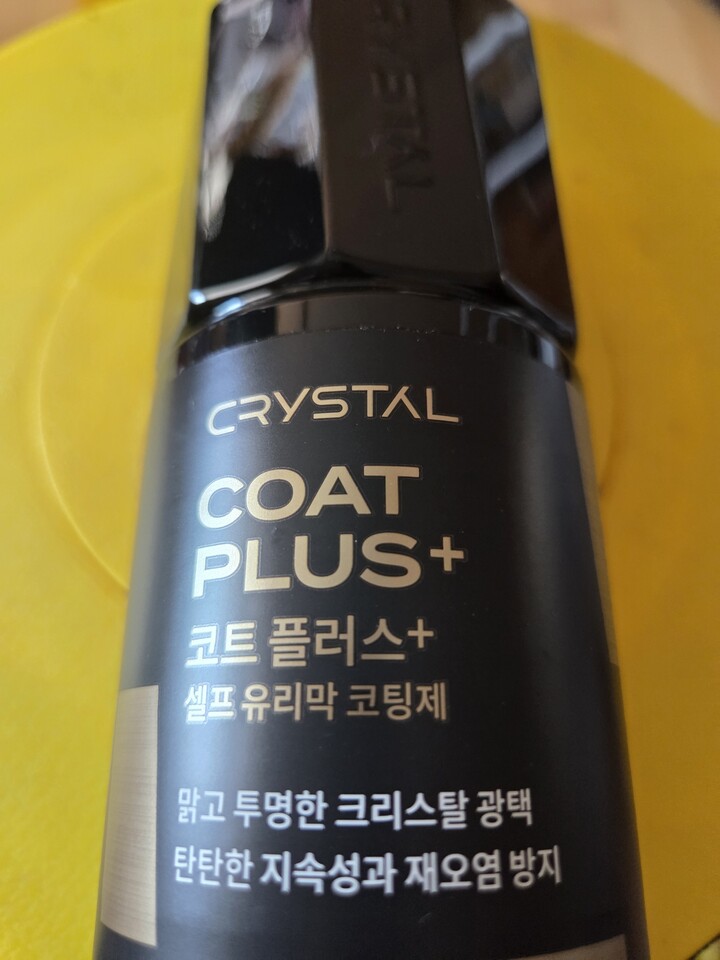 CRYSTAL
CRYSTAL
COAT
PLUS+
코트 플러스+
셀프 유리막 코팅제
맑고 투명한 크리스탈 광택
탄탄한 지속성과 재오염 방지